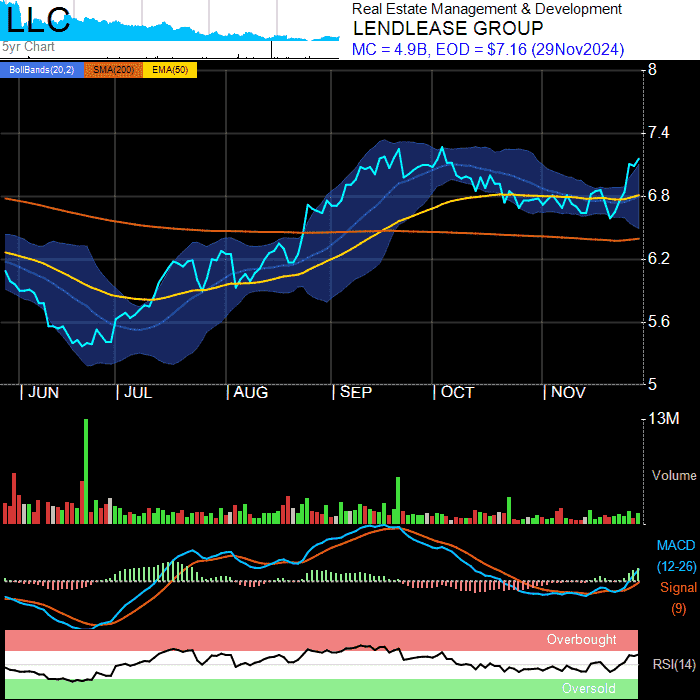 LLC
5yr Chart
Real Estate Management & Development
LENDLEASE GROUP
MC = 4.9B, EOD = $7.16 (29Nov2024)
BollBands(20,2) SMA(200) EMA(50)
8
7.4
6.8
6.2
5.6
5
JUN JUL AUG SEP OCT NOV
13M
Volume
MACD
(12-26)
Signal
(9)
Overbought
RSI(14)
Oversold